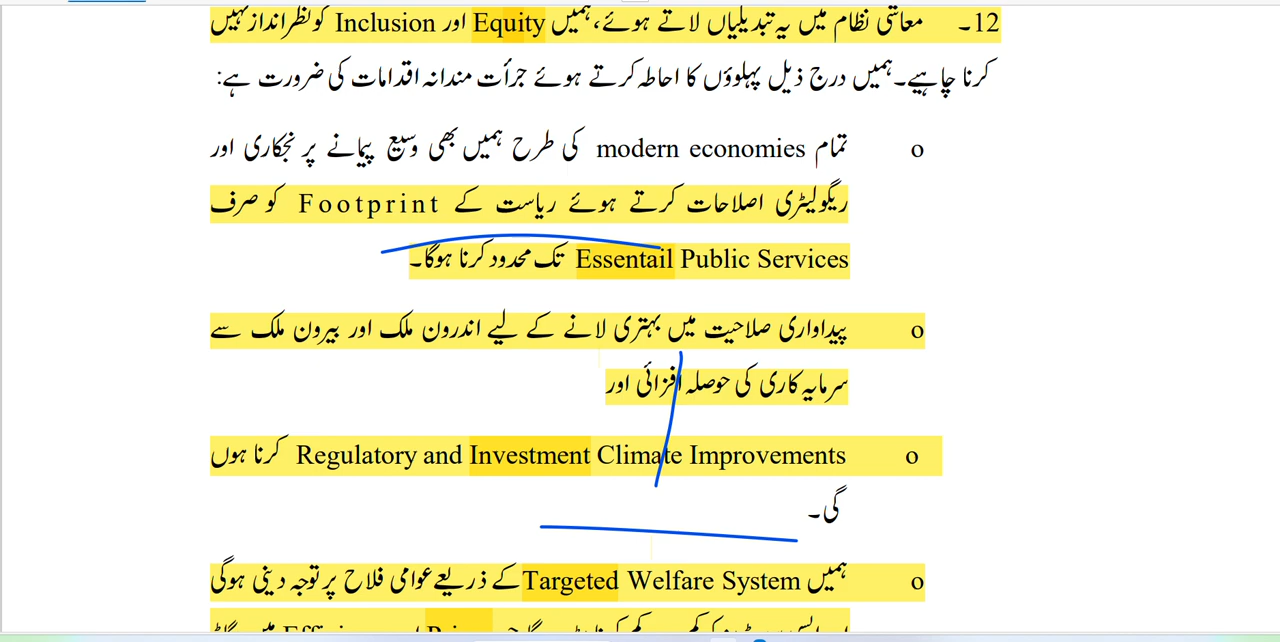 12۔ معاشی نظام میں یہ تبدیلیاں لاتے ہوئے، ہمیں Equity اور Inclusion کو نظر انداز نہیں
کرنا چاہیے۔ ہمیں درج ذیل پہلوؤں کا احاطہ کرتے ہوئے جرأت مندانہ اقدامات کی ضرورت ہے:
o تمام modern economies کی طرح ہمیں بھی وسیع پیمانے پر نجکاری اور
ریگولیٹری اصلاحات کرتے ہوئے ریاست کے Footprint کو صرف
Essentail Public Services تک محدود کرنا ہوگا۔
o پیداواری صلاحیت میں بہتری لانے کے لیے اندرون ملک اور بیرون ملک سے
سرمایہ کاری کی حوصلہ افزائی اور
o Regulatory and Investment Climate Improvements کرنا ہوں
گی۔
o ہمیں Targeted Welfare System کے ذریعے عوامی فلاح پر توجہ دینی ہوگی